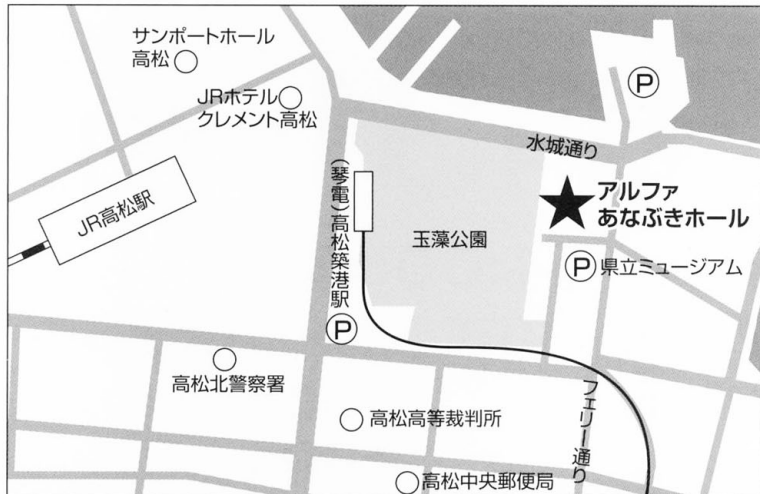 サンポートホール
高松
JRホテル
クレメント高松
P
水城通り
JR高松駅
(琴電)高松築港駅
玉藻公園
アルファ
あなぶきホール
P 県立ミュージアム
P
高松北警察署
高松高等裁判所
フェリー通り
高松中央郵便局